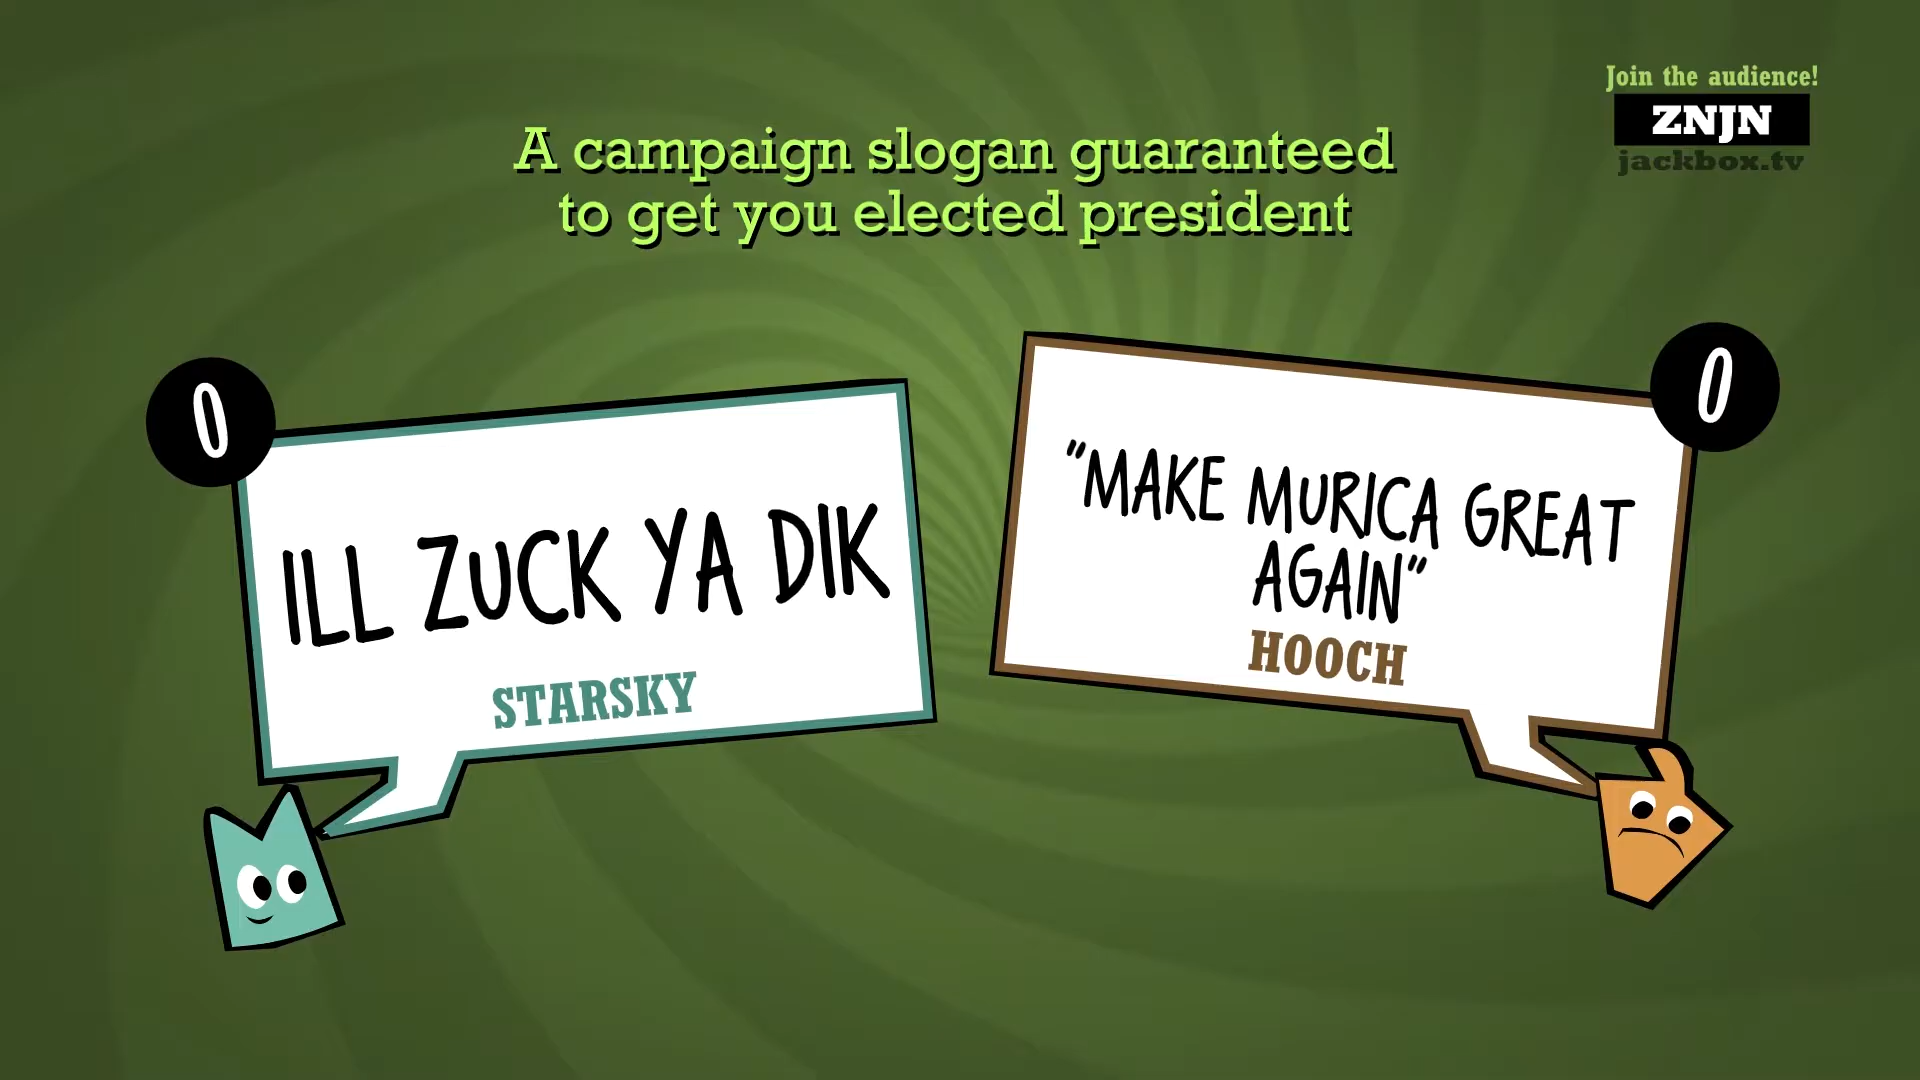 Join the audience!
ZNJN
jackbox.tv
A campaign slogan guaranteed
to get you elected president
0
ILL ZUCK YA DIK
STARSKY
0
"MAKE MURICA GREAT
AGAIN"
HOOCH